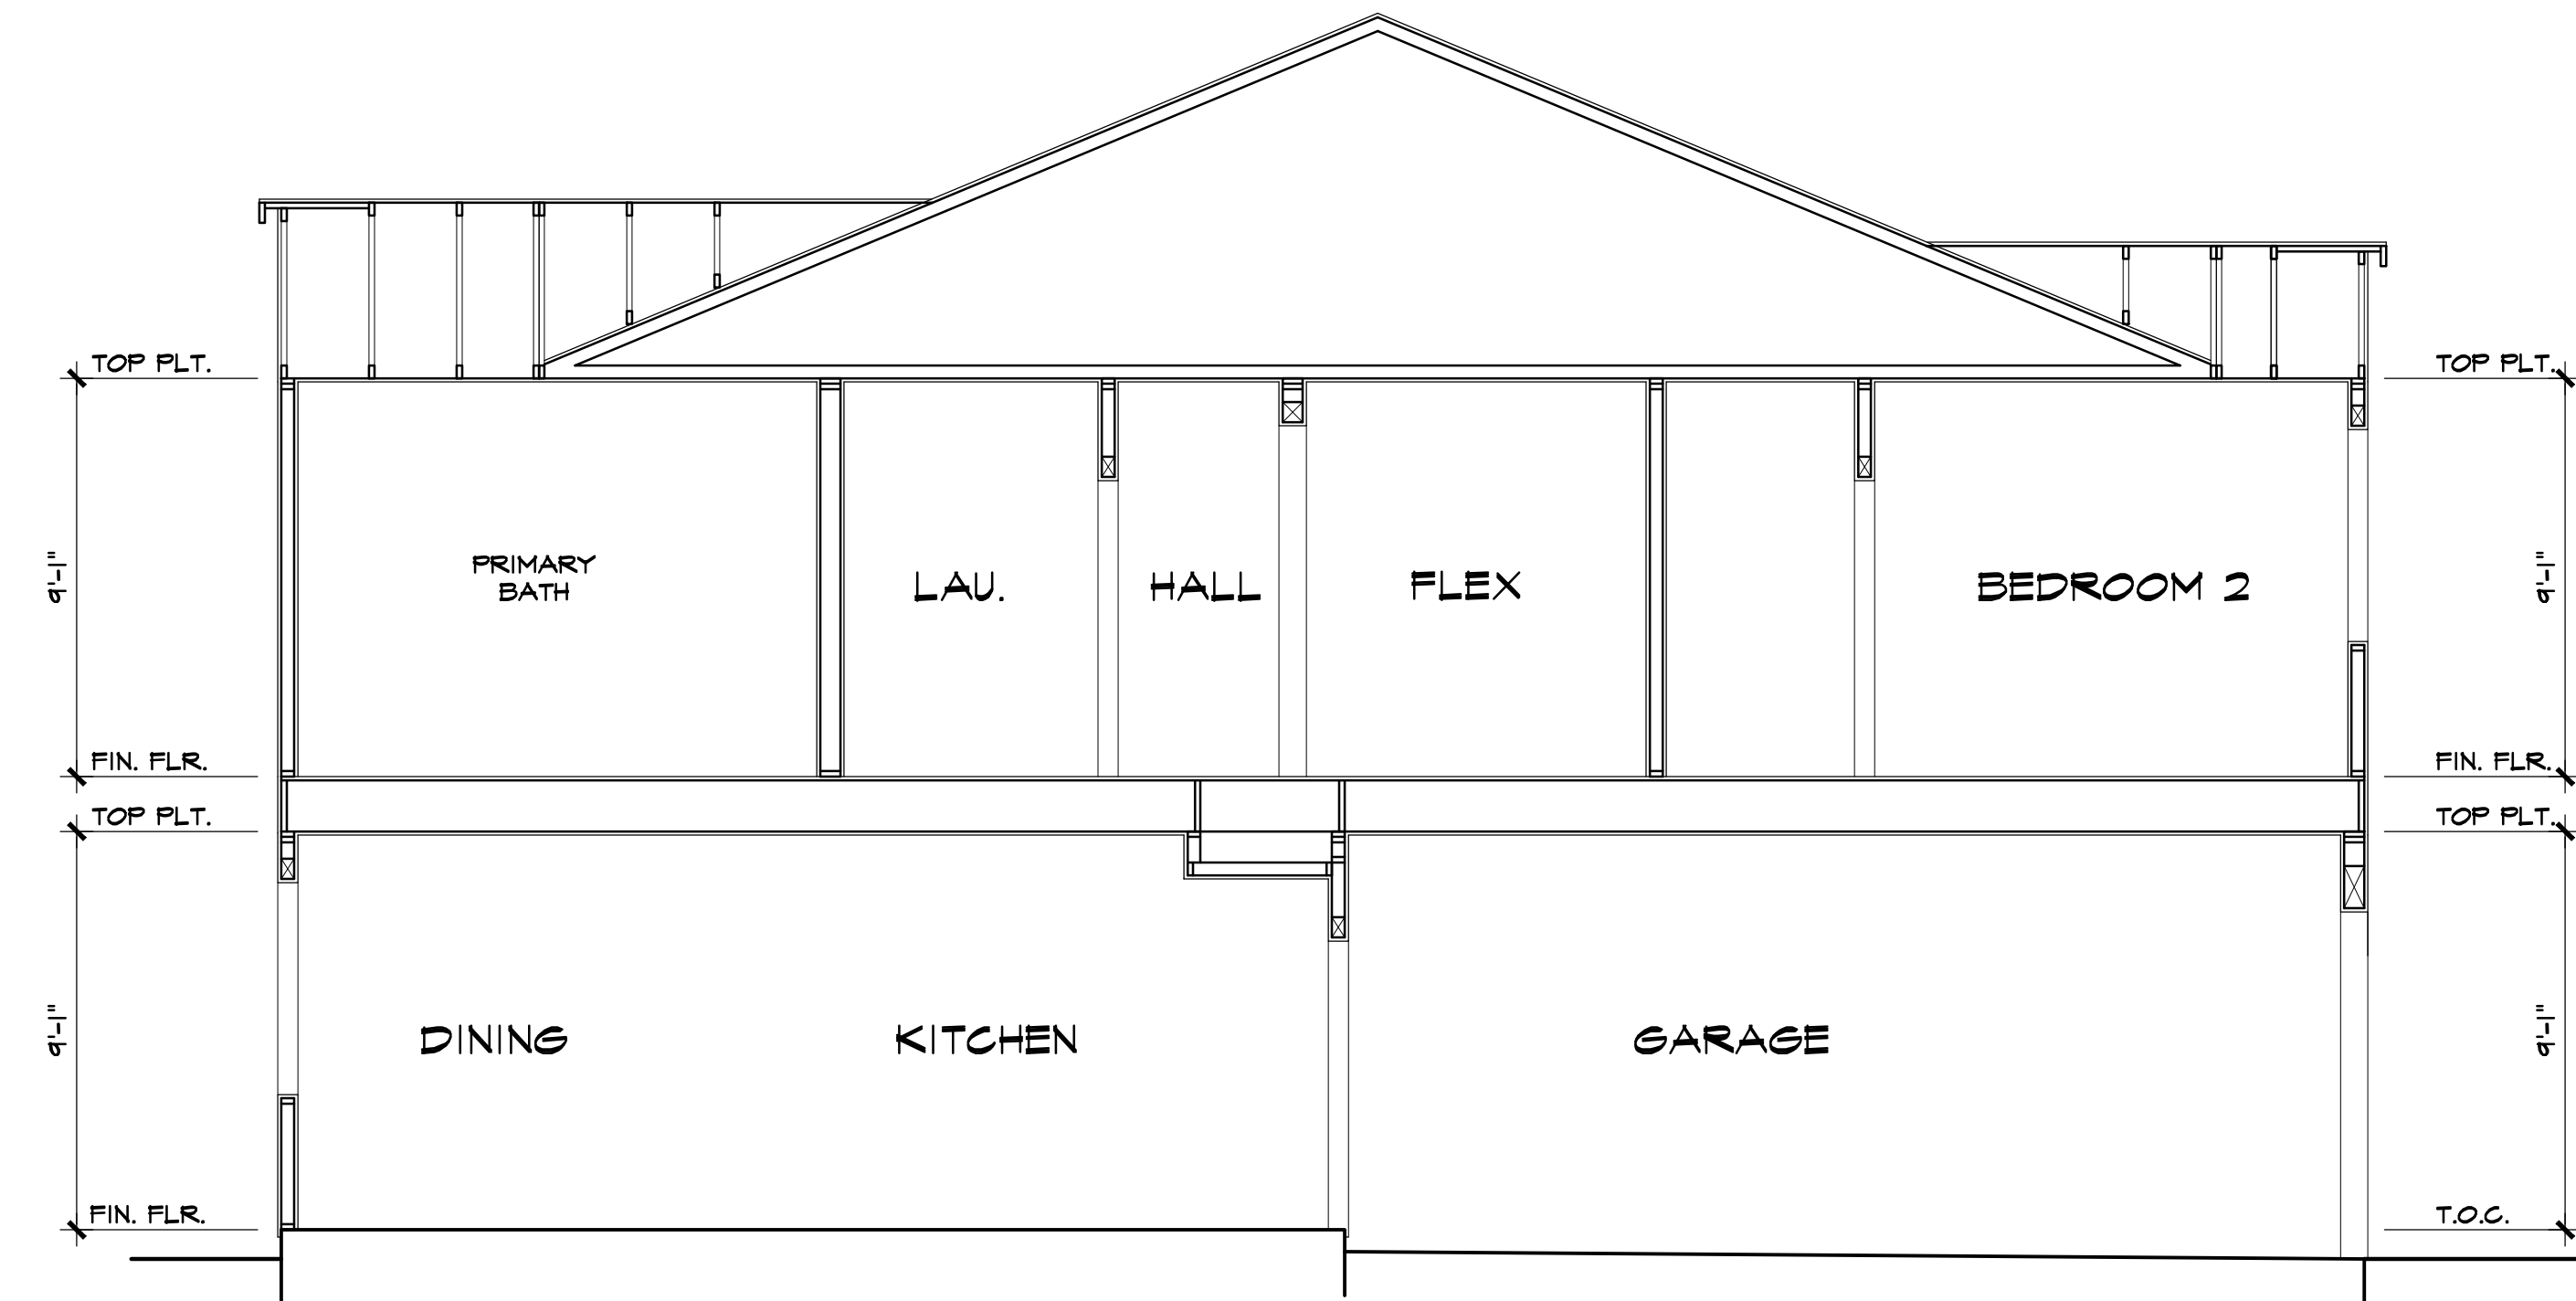 TOP PLT.
TOP PLT.
9'-1"
PRIMARY
BATH
LAU.
HALL
FLEX
BEDROOM 2
9'-1"
FIN. FLR.
FIN. FLR.
TOP PLT.
TOP PLT.
9'-1"
DINING
KITCHEN
GARAGE
9'-1"
FIN. FLR.
T.O.C.